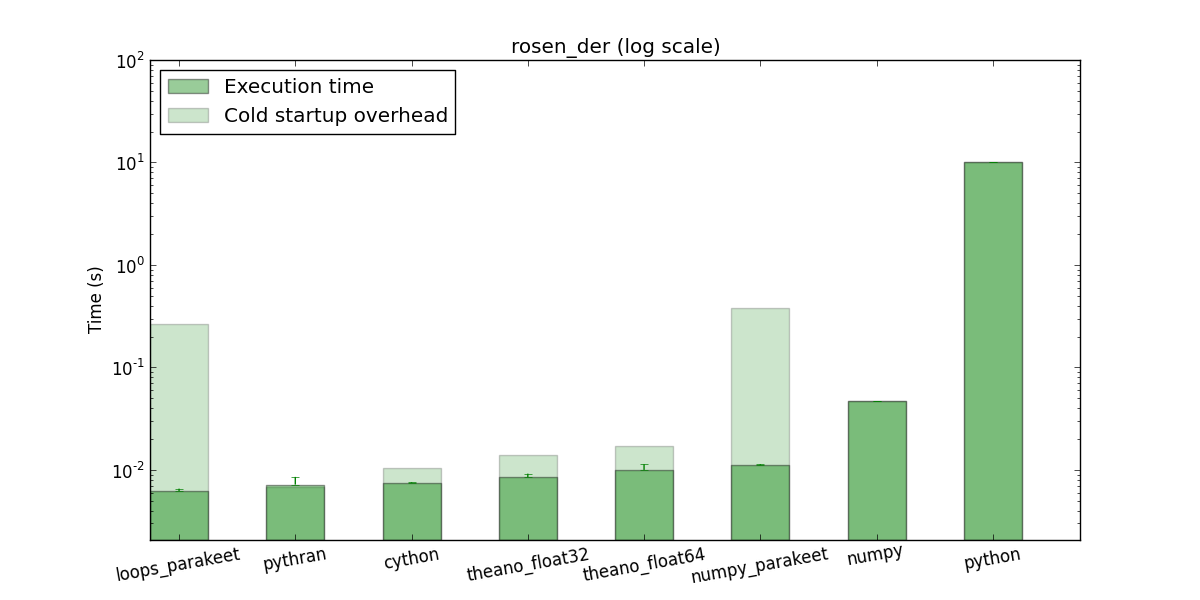 rosen_der (log scale)
Execution time
Cold startup overhead
Time (s)
10^2
10^1
10^0
10^-1
10^-2
loops_parakeet
pythran
cython
theano_float32
theano_float64
numpy_parakeet
numpy
python